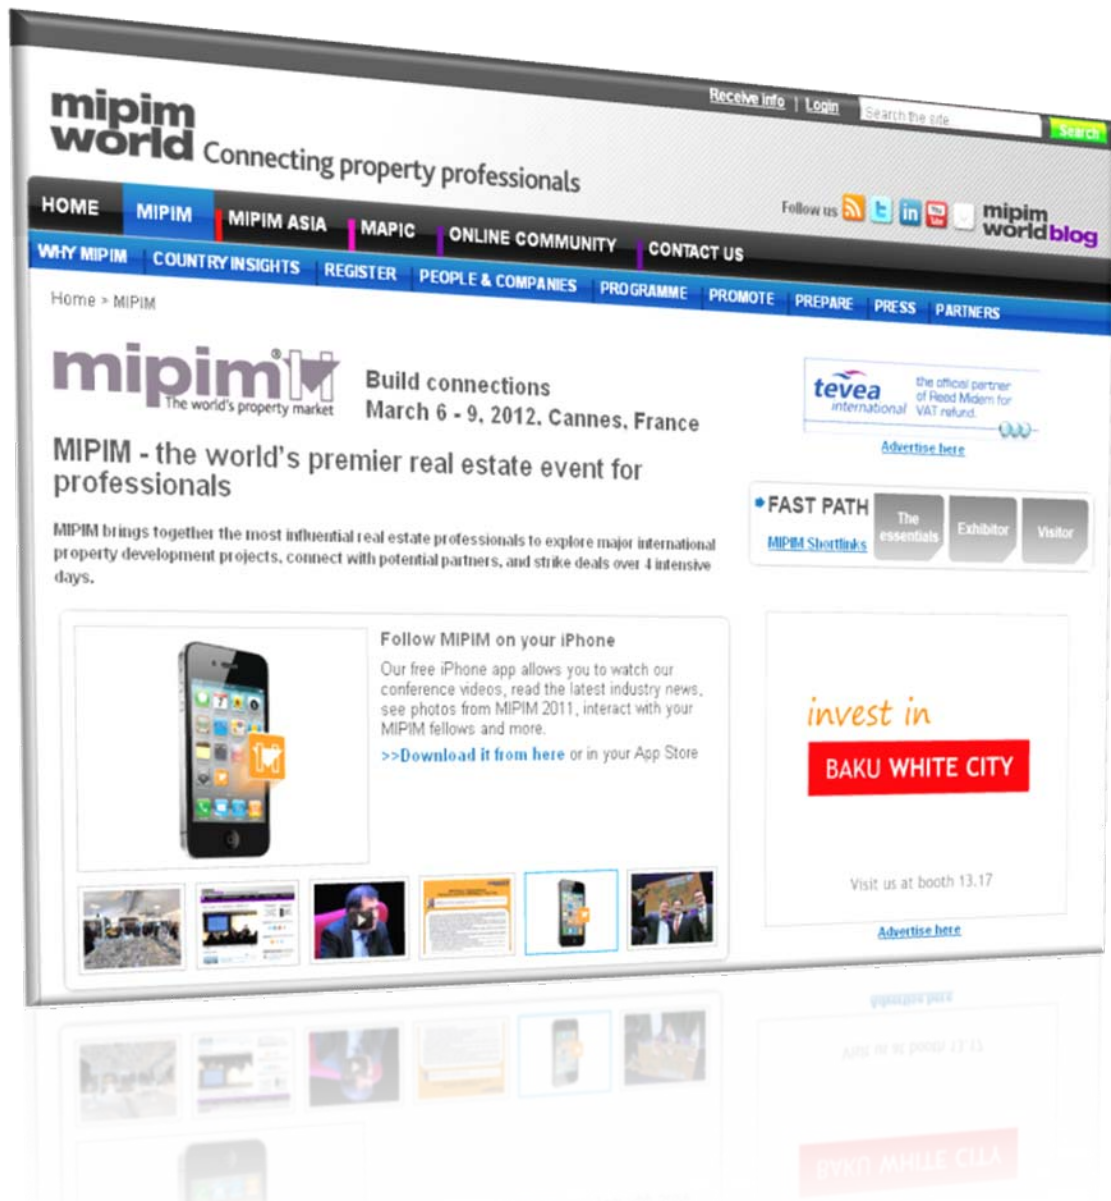 Receive info | Login
Search the site
Search
mipim
world
Connecting property professionals
Follow us
You
Tube
mipim
world blog
HOME
MIPIM
MIPIM ASIA
MAPIC
ONLINE COMMUNITY
CONTACT US
WHY MIPIM
COUNTRY INSIGHTS
REGISTER
PEOPLE & COMPANIES
PROGRAMME
PROMOTE
PREPARE
PRESS
PARTNERS
Home > MIPIM
mipim®
The world's property market
Build connections
March 6 - 9, 2012, Cannes, France
tevea
international
the official partner
of Reed Midem for
VAT refund.
Advertise here
MIPIM - the world's premier real estate event for
professionals
MIPIM brings together the most influential real estate professionals to explore major international
property development projects, connect with potential partners, and strike deals over 4 intensive
days.
FAST PATH
MIPIM Shortlinks
The
essentials
Exhibitor
Visitor
Follow MIPIM on your iPhone
Our free iPhone app allows you to watch our
conference videos, read the latest industry news,
see photos from MIPIM 2011, interact with your
MIPIM fellows and more.
>>Download it from here or in your App Store
invest in
BAKU WHITE CITY
Visit us at booth 13.17
Advertise here